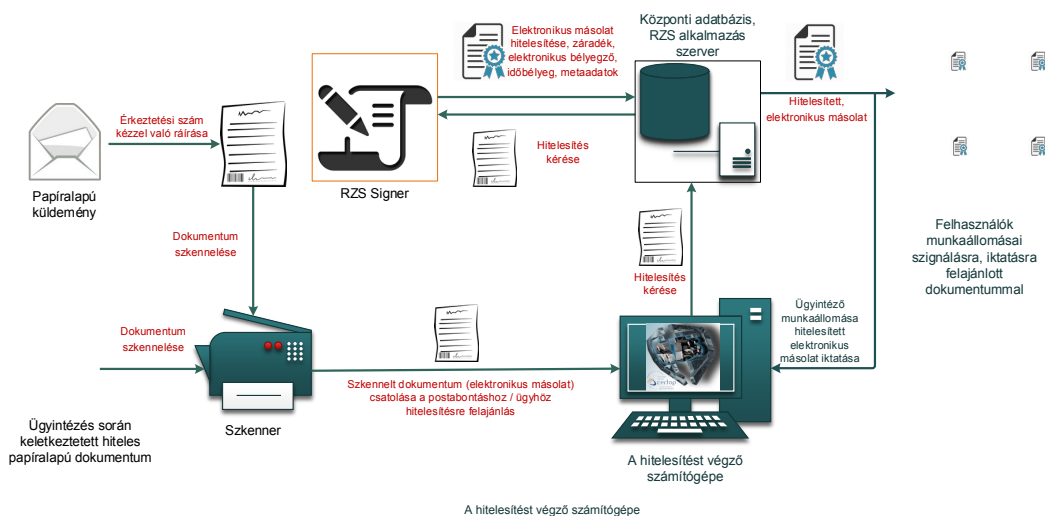 Központi adatbázis,
RZS alkalmazás
szerver
Elektronikus másolat
hitelesítése, záradék,
elektronikus bélyegző,
időbélyeg, metaadatok
Hitelesített,
elektronikus másolat
Érkeztetési szám
kézzel való ráírása
Hitelesítés
kérése
Papíralapú
küldemény
RZS Signer
Dokumentum
szkennelése
Hitelesítés
kérése
Felhasználók
munkaállomásai
szignálásra, iktatásra
felajánlott
dokumentummal
Ügyintéző
munkaállomása
hitelesített
elektronikus
másolat iktatása
Dokumentum
szkennelése
Szkennelt dokumentum (elektronikus másolat)
csatolása a postabontáshoz / ügyhöz
hitelesítésre felajánlás
Szkenner
Ügyintézés során
keletkeztetett hiteles
papíralapú dokumentum
A hitelesítést végző
számítógépe
A hitelesítést végző számítógépe